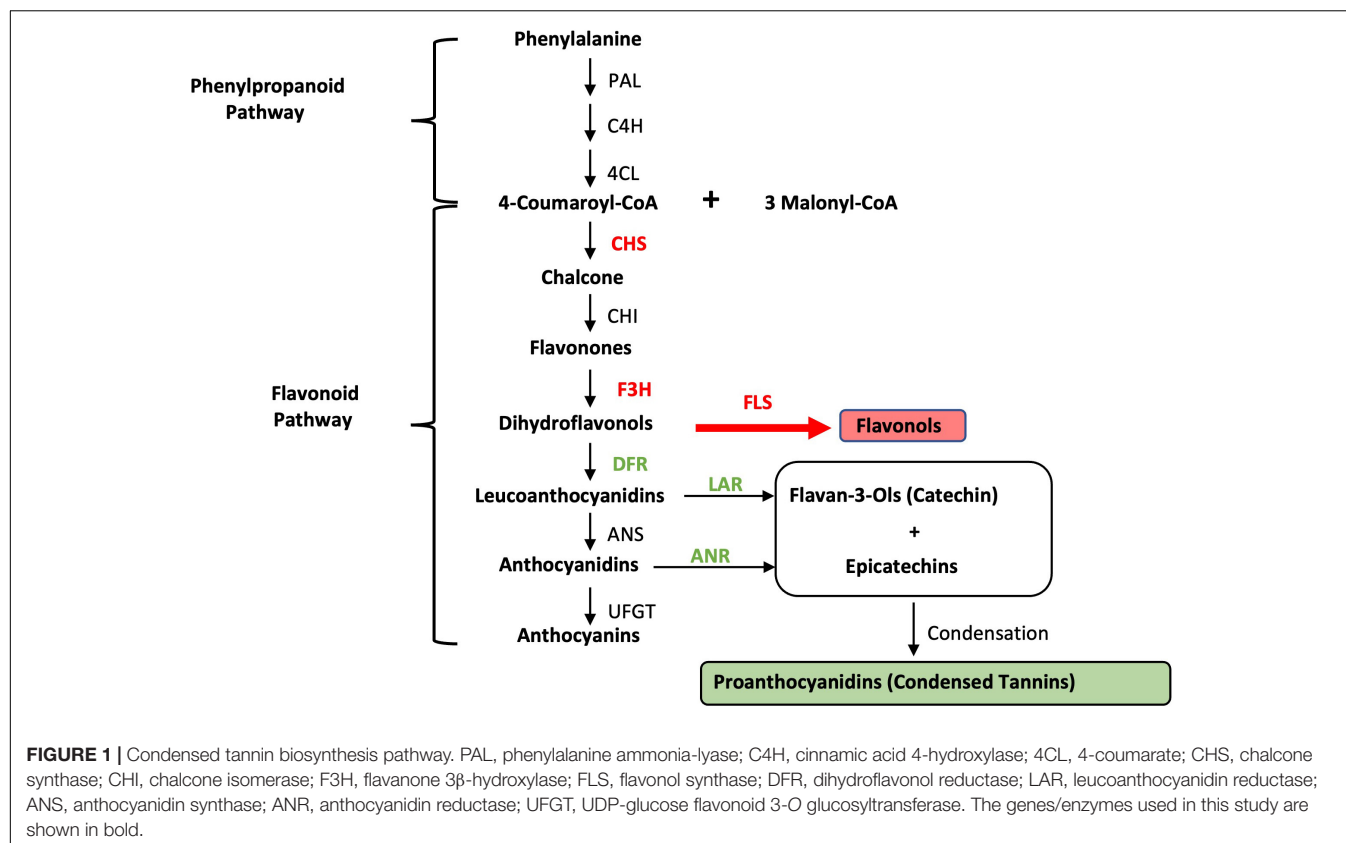 Phenylalanine
PAL
Phenylpropanoid
Pathway
C4H
4CL
4-Coumaroyl-CoA + 3 Malonyl-CoA
CHS
Chalcone
CHI
Flavonones
Flavonoid
Pathway
F3H
FLS
Dihydroflavonols
Flavonols
DFR
LAR
Leucoanthocyanidins
Flavan-3-Ols (Catechin)
+
Epicatechins
ANS
ANR
Anthocyanidins
UFGT
Anthocyanins
Condensation
Proanthocyanidins (Condensed Tannins)
FIGURE 1 | Condensed tannin biosynthesis pathway. PAL, phenylalanine ammonia-lyase; C4H, cinnamic acid 4-hydroxylase; 4CL, 4-coumarate; CHS, chalcone
synthase; CHI, chalcone isomerase; F3H, flavanone 3β-hydroxylase; FLS, flavonol synthase; DFR, dihydroflavonol reductase; LAR, leucoanthocyanidin reductase;
ANS, anthocyanidin synthase; ANR, anthocyanidin reductase; UFGT, UDP-glucose flavonoid 3-O glucosyltransferase. The genes/enzymes used in this study are
shown in bold.